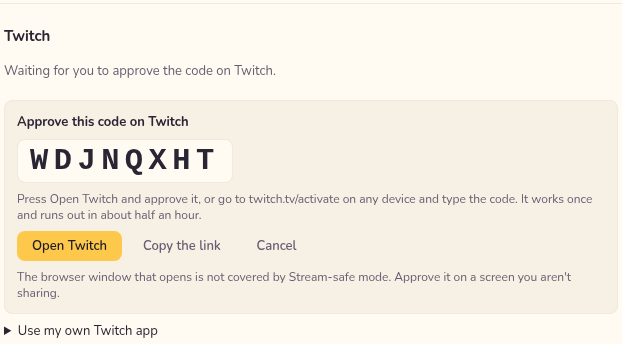 Twitch
Waiting for you to approve the code on Twitch.
Approve this code on Twitch
WDJNQXHT
Press Open Twitch and approve it, or go to twitch.tv/activate on any device and type the code. It works once
and runs out in about half an hour.
Open Twitch Copy the link Cancel
The browser window that opens is not covered by Stream-safe mode. Approve it on a screen you aren't
sharing.
Use my own Twitch app